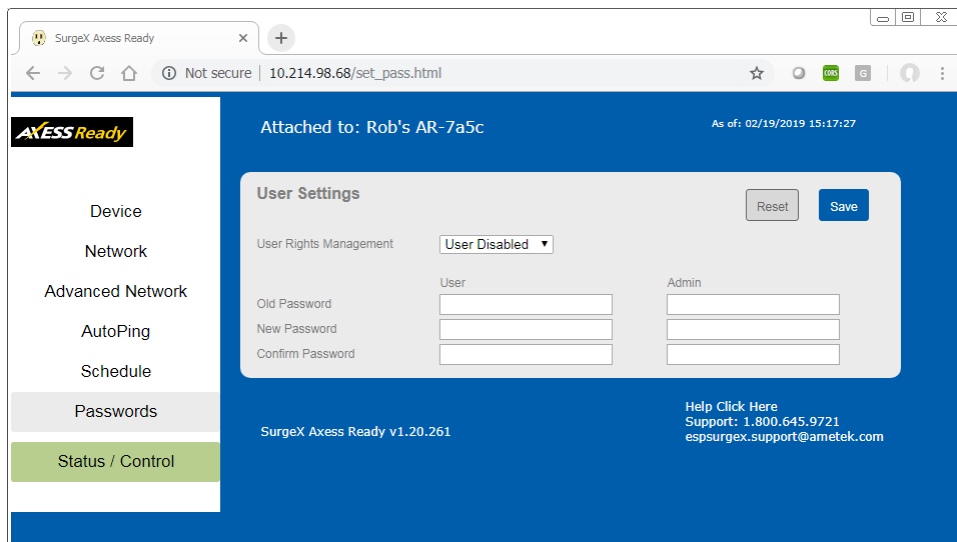 SurgeX Axess Ready
Not secure | 10.214.98.68/set_pass.html
CORS
G
AXESS Ready
Attached to: Rob's AR-7a5c
As of: 02/19/2019 15:17:27
Device
Network
Advanced Network
AutoPing
Schedule
Passwords
Status / Control
User Settings
Reset
Save
User Rights Management
User Disabled
User
Admin
Old Password
New Password
Confirm Password
SurgeX Axess Ready v1.20.261
Help Click Here
Support: 1.800.645.9721
espsurgex.support@ametek.com